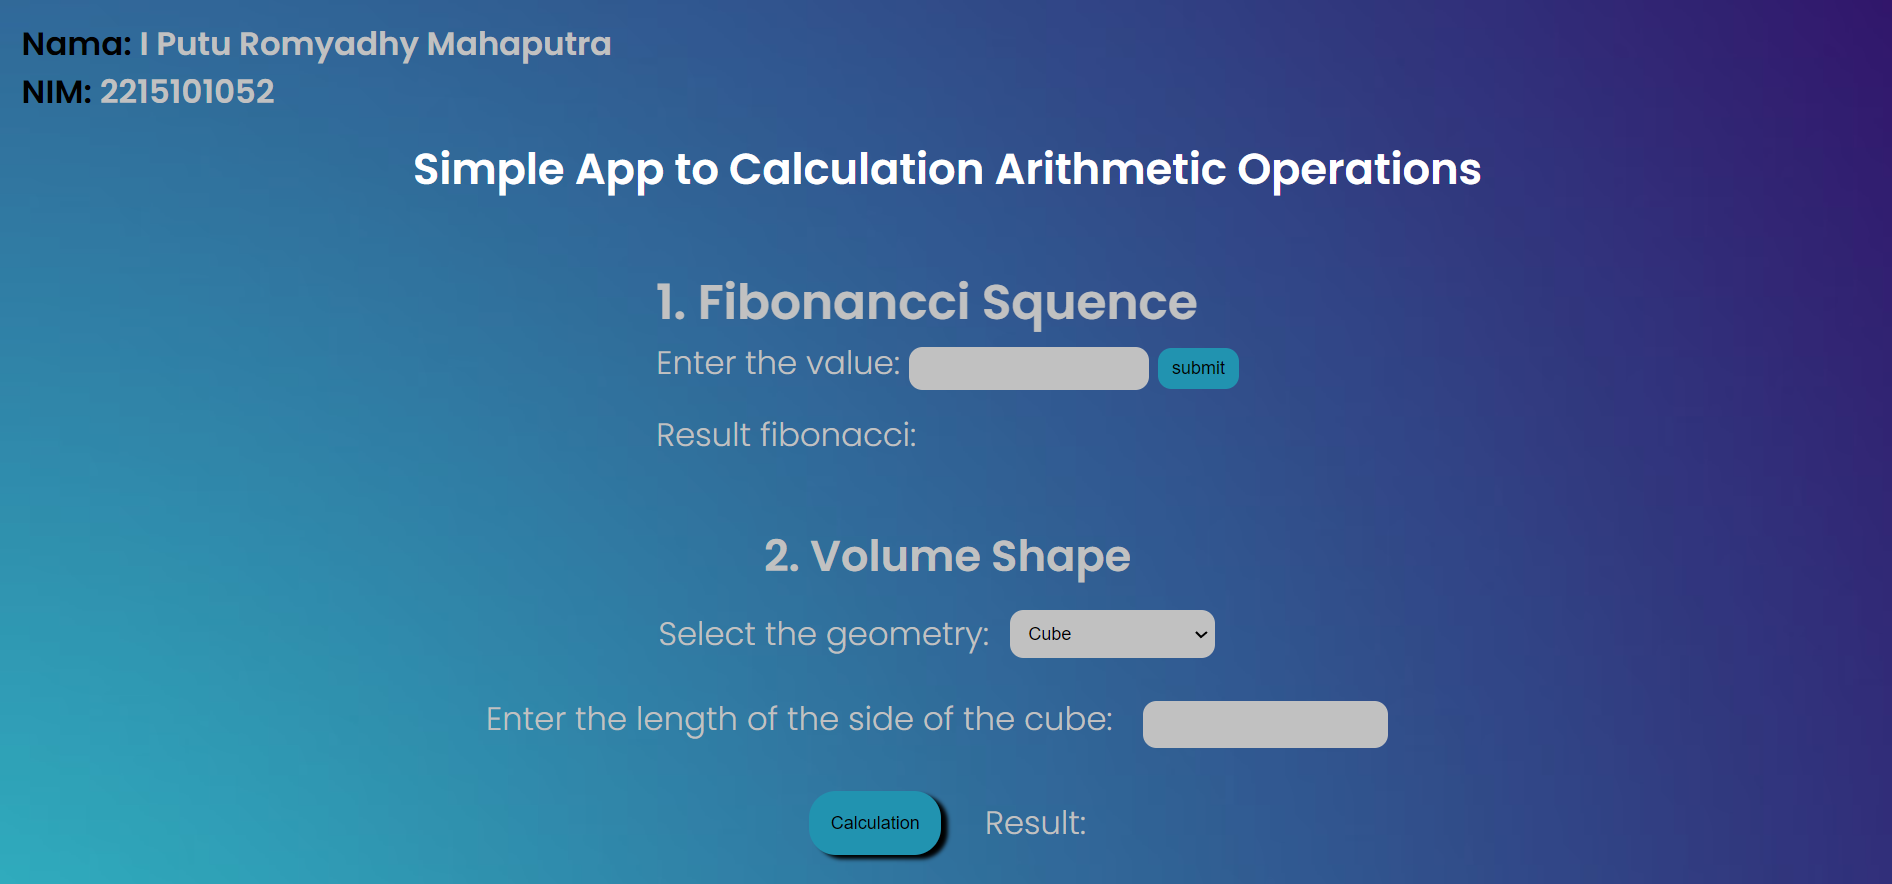 Nama: I Putu Romyadhy Mahaputra
NIM: 2215101052
Simple App to Calculation Arithmetic Operations
1. Fibonancci Squence
Enter the value: submit
Result fibonacci:
2. Volume Shape
Select the geometry: Cube
Enter the length of the side of the cube:
Calculation Result: